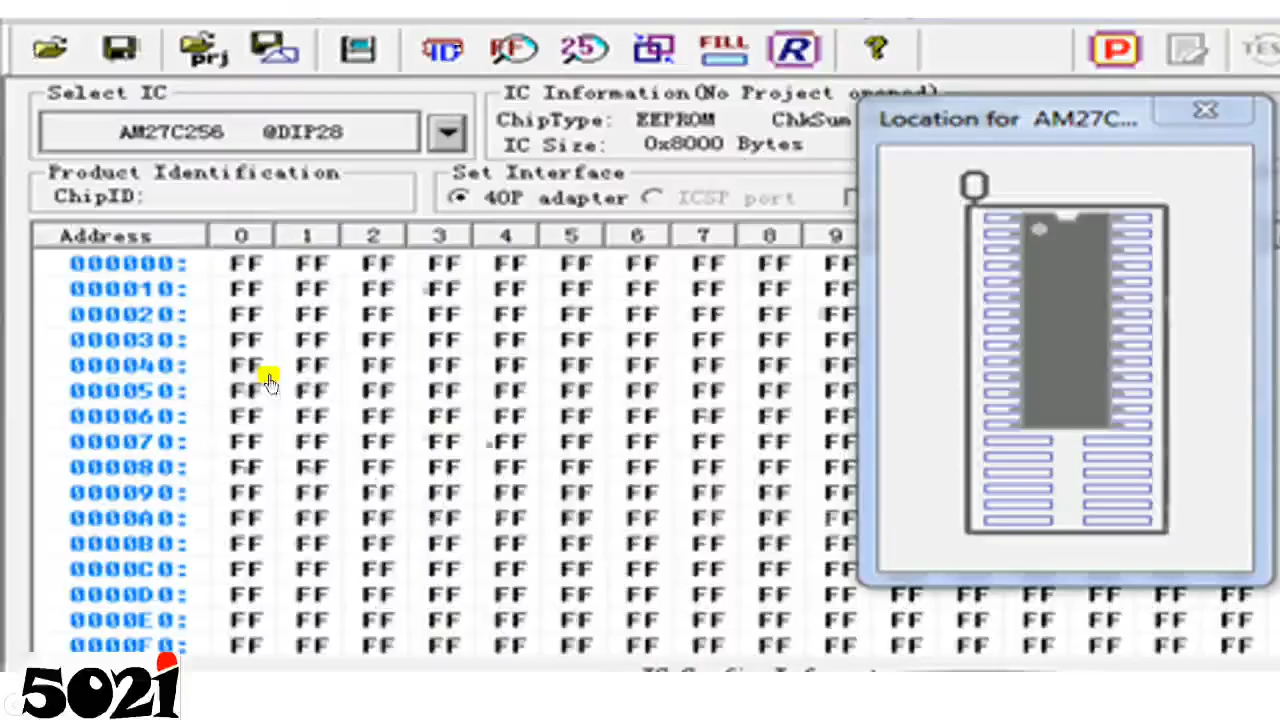 prj ID RF 25 FILL R ? P TES
Select IC
AM27C256 @DIP28
IC Information(No Project opened)
ChipType: EEPROM ChkSum
IC Size: 0x8000 Bytes
Product Identification
ChipID:
Set Interface
40P adapter ICSP port
Location for AM27C...
Address 0 1 2 3 4 5 6 7 8 9
000000: FF FF FF FF FF FF FF FF FF FF
000010: FF FF FF FF FF FF FF FF FF FF
000020: FF FF FF FF FF FF FF FF FF FF
000030: FF FF FF FF FF FF FF FF FF FF
000040: FF FF FF FF FF FF FF FF FF FF
000050: FF FF FF FF FF FF FF FF FF FF
000060: FF FF FF FF FF FF FF FF FF FF
000070: FF FF FF FF FF FF FF FF FF FF
000080: FF FF FF FF FF FF FF FF FF FF
000090: FF FF FF FF FF FF FF FF FF FF
0000A0: FF FF FF FF FF FF FF FF FF FF
0000B0: FF FF FF FF FF FF FF FF FF FF
0000C0: FF FF FF FF FF FF FF FF FF FF
0000D0: FF FF FF FF FF FF FF FF FF FF FF FF FF FF FF FF
0000E0: FF FF FF FF FF FF FF FF FF FF FF FF FF FF FF FF
0000F0: FF FF FF FF FF FF FF FF FF FF FF FF FF FF FF FF
5021